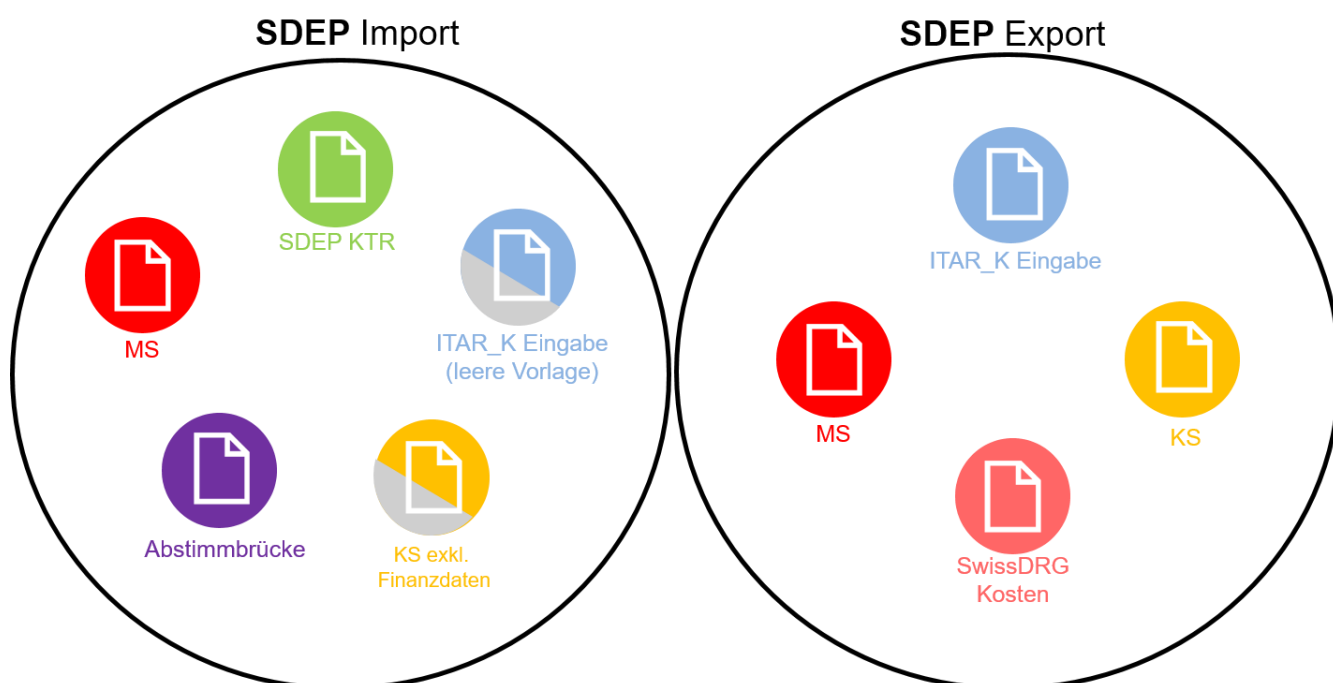 SDEP Import
SDEP KTR
MS
ITAR_K Eingabe
(leere Vorlage)
Abstimmbrücke
KS exkl.
Finanzdaten
SDEP Export
ITAR_K Eingabe
MS
KS
SwissDRG
Kosten